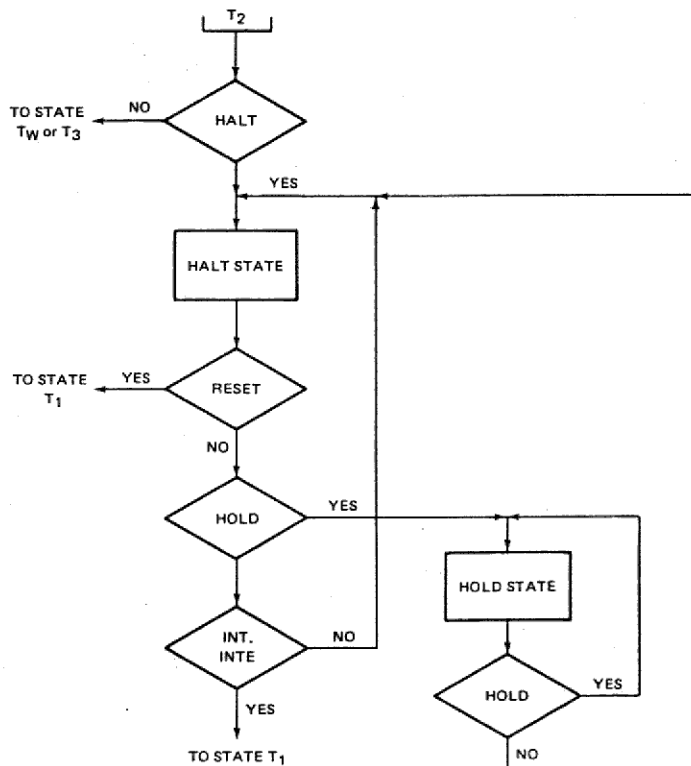 T2
HALT
NO
TO STATE
TW or T3
YES
HALT STATE
RESET
YES
TO STATE
T1
NO
HOLD
YES
HOLD STATE
INT.
INTE
NO
HOLD
YES
YES
NO
TO STATE T1